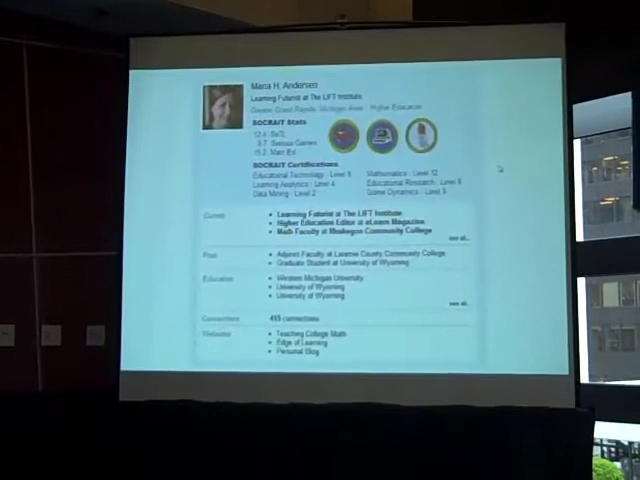 Maria H. Andersen
Learning Futurist at The LIFT Institute
Greater Grand Rapids, Michigan Area Higher Education
SOCRAIT Stats
12.4 SoTL
8.7 Serious Games
15.2 Math Ed
SOCRAIT Certifications
Educational Technology : Level 5
Mathematics : Level 12
Learning Analytics : Level 4
Educational Research : Level 8
Data Mining : Level 2
Game Dynamics : Level 3
Current
• Learning Futurist at The LIFT Institute
• Higher Education Editor at eLearn Magazine
• Math Faculty at Muskegon Community College
see all..
Past
• Adjunct Faculty at Laramie County Community College
• Graduate Student at University of Wyoming
Education
• Western Michigan University
• University of Wyoming
• University of Wyoming
see all..
Connections
415 connections
Websites
• Teaching College Math
• Edge of Learning
• Personal Blog